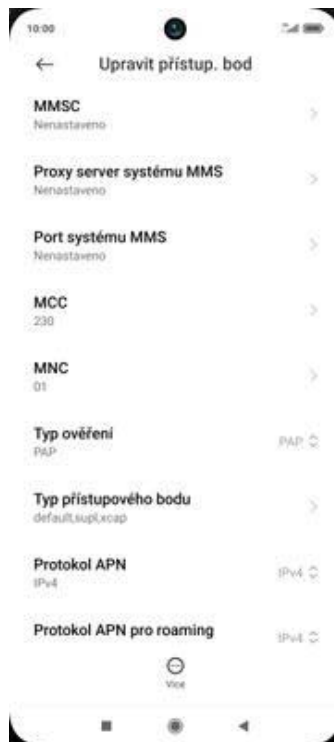 10:00
Upravit přístup. bod
MMSC
Nenastaveno
Proxy server systému MMS
Nenastaveno
Port systému MMS
Nenastaveno
MCC
230
MNC
01
Typ ověření
PAP
PAP
Typ přístupového bodu
default,supl,xcap
Protokol APN
IPv4
IPv4
Protokol APN pro roaming
IPv4
Více